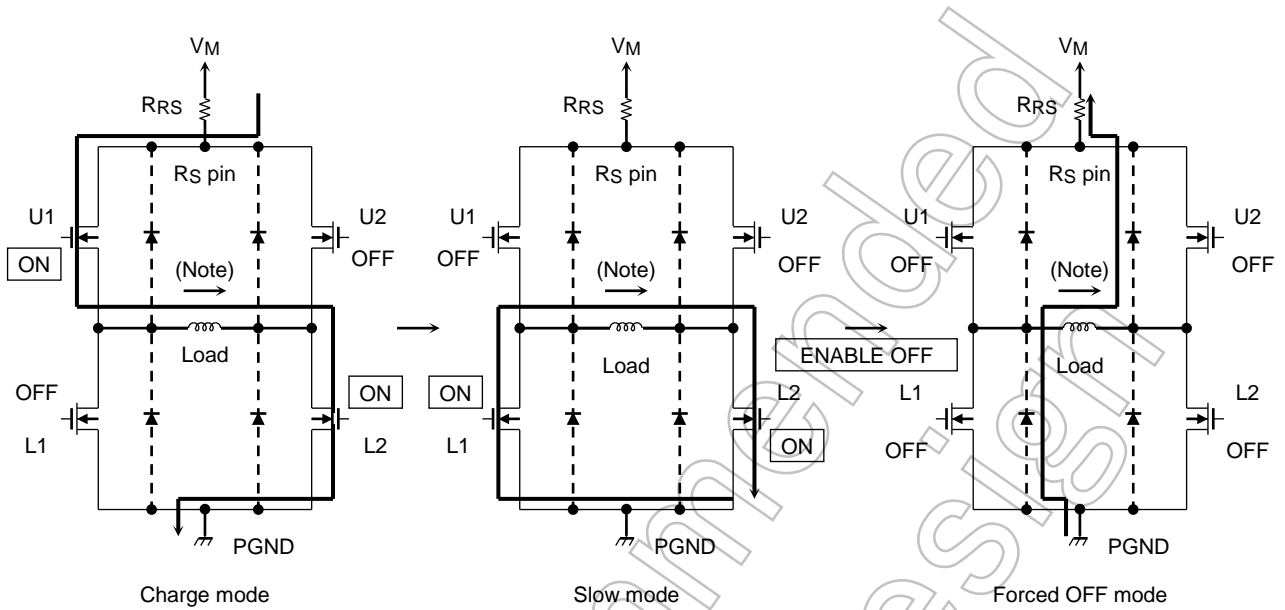 VM
RRS
RS pin
U1
ON
U2
OFF
(Note)
Load
OFF
L1
ON
L2
PGND
Charge mode
VM
RRS
RS pin
U1
OFF
U2
OFF
(Note)
Load
ON
L1
L2
ON
PGND
Slow mode
ENABLE OFF
VM
RRS
RS pin
U1
OFF
U2
OFF
(Note)
Load
L1
OFF
L2
OFF
PGND
Forced OFF mode